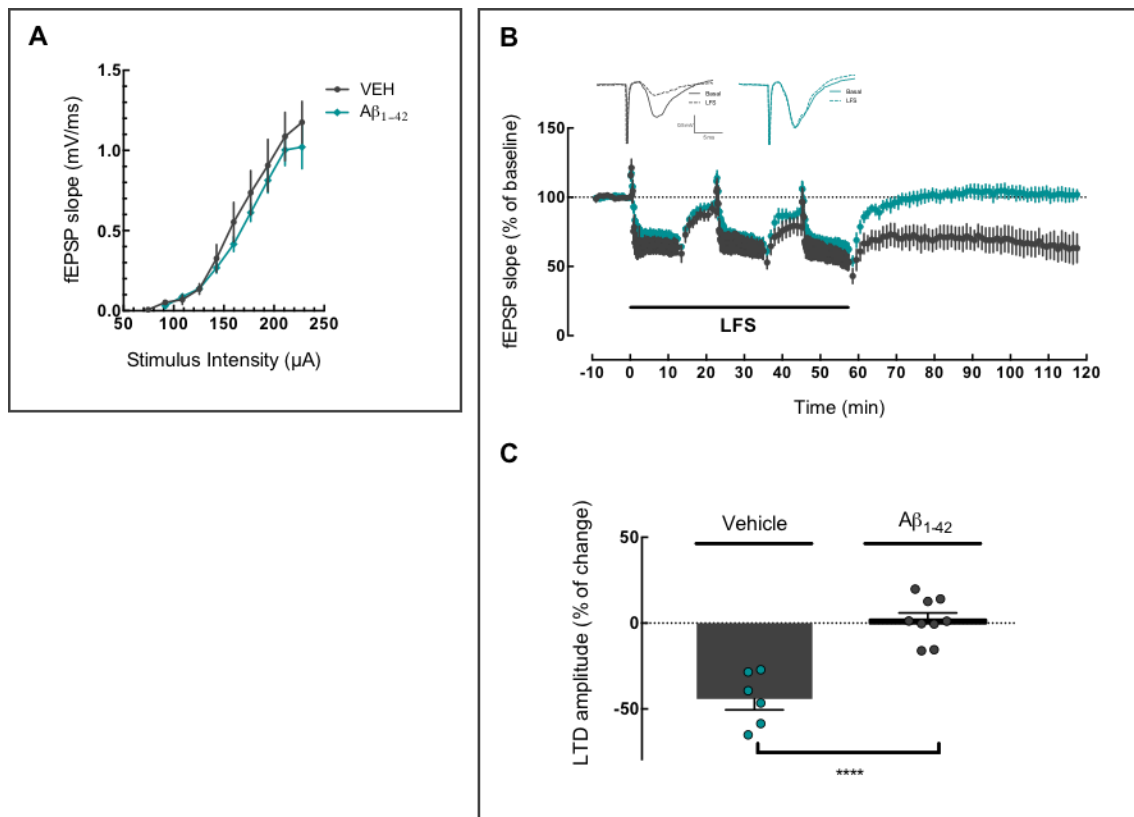 A
VEH
Aβ1–42
fEPSP slope (mV/ms)
1.5
1.0
0.5
0.0
50 100 150 200 250
Stimulus Intensity (µA)
B
Basal
LFS
5ms
Basal
LFS
fEPSP slope (% of baseline)
150
100
50
0
LFS
-10 0 10 20 30 40 50 60 70 80 90 100 110 120
Time (min)
C
Vehicle
Aβ1-42
LTD amplitude (% of change)
50
0
-50
****